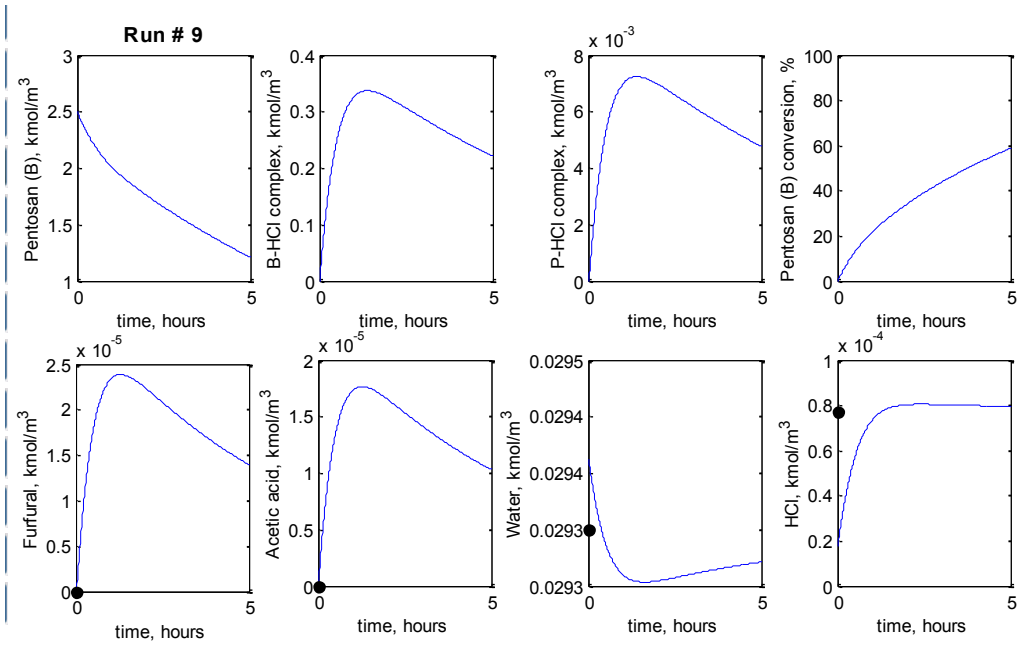 Run # 9
Pentosan (B), kmol/m³
3
2.5
2
1.5
1
0
5
time, hours
B-HCl complex, kmol/m³
0.4
0.3
0.2
0.1
0
0
5
time, hours
P-HCl complex, kmol/m³
x 10⁻³
8
6
4
2
0
0
5
time, hours
Pentosan (B) conversion, %
100
80
60
40
20
0
0
5
time, hours
Furfural, kmol/m³
x 10⁻⁵
2.5
2
1.5
1
0.5
0
0
5
time, hours
Acetic acid, kmol/m³
x 10⁻⁵
2
1.5
1
0.5
0
0
5
time, hours
Water, kmol/m³
0.0295
0.0294
0.0294
0.0293
0.0293
0
5
time, hours
HCl, kmol/m³
x 10⁻⁴
1
0.8
0.6
0.4
0.2
0
0
5
time, hours